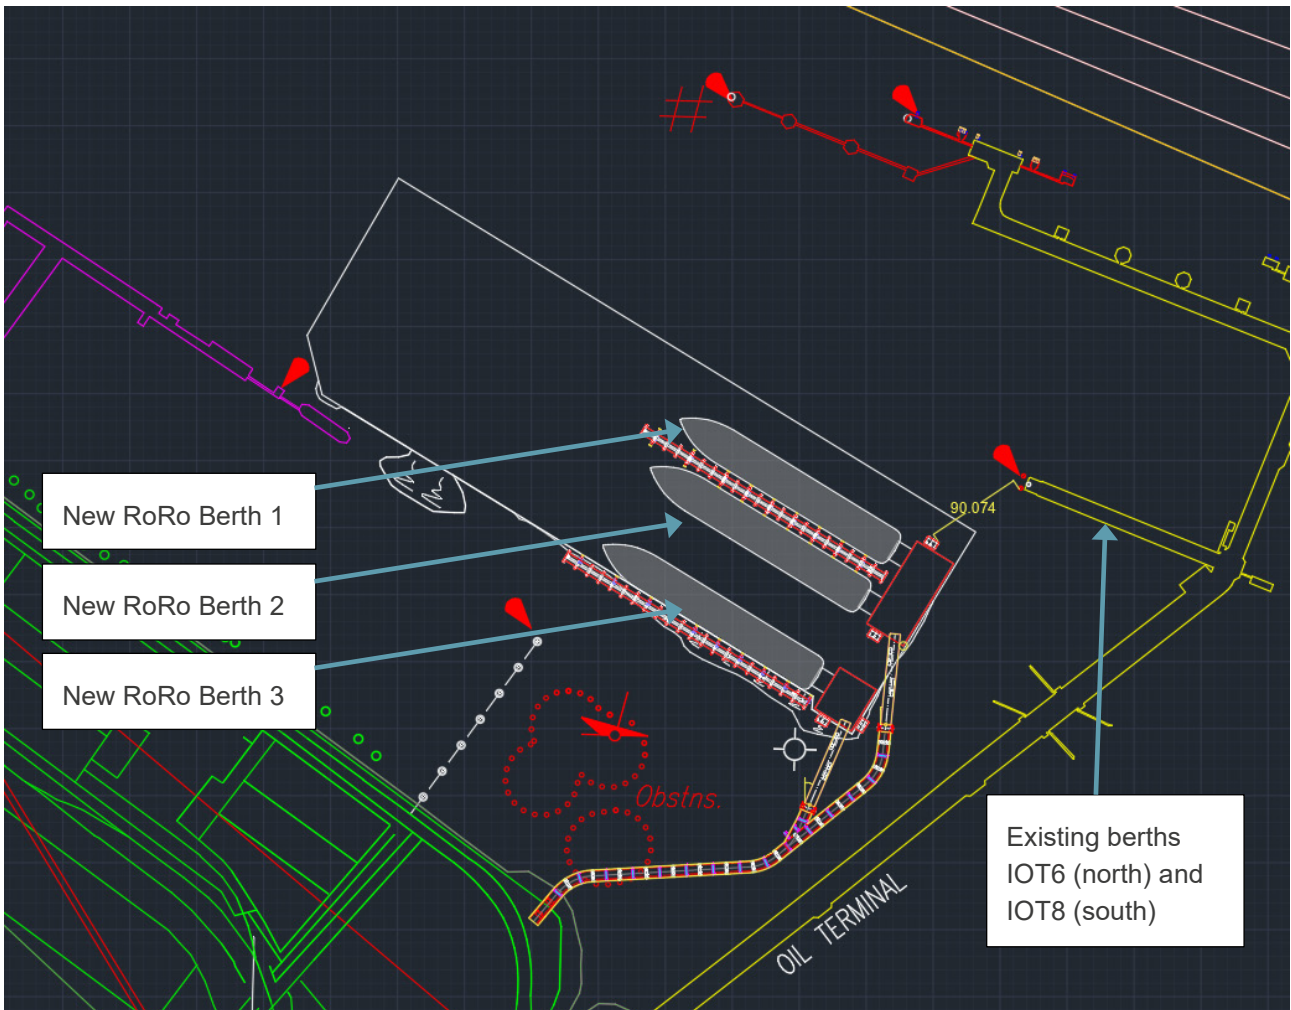 90.074
New RoRo Berth 1
New RoRo Berth 2
New RoRo Berth 3
Obstns.
Existing berths
IOT6 (north) and
IOT8 (south)
OIL TERMINAL